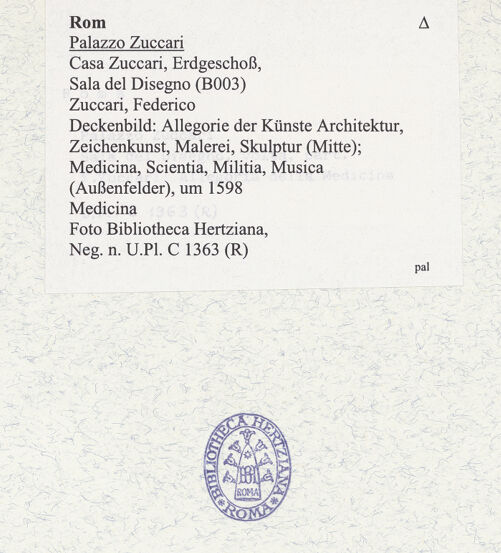 Rom Δ
Palazzo Zuccari
Casa Zuccari, Erdgeschoß,
Sala del Disegno (B003)
Zuccari, Federico
Deckenbild: Allegorie der Künste Architektur,
Zeichenkunst, Malerei, Skulptur (Mitte);
Medicina, Scientia, Militia, Musica
(Außenfelder), um 1598
Medicina
Foto Bibliotheca Hertziana,
Neg. n. U.Pl. C 1363 (R)
pal
BIBLIOTHECA HERTZIANA
ROMA
ROMA